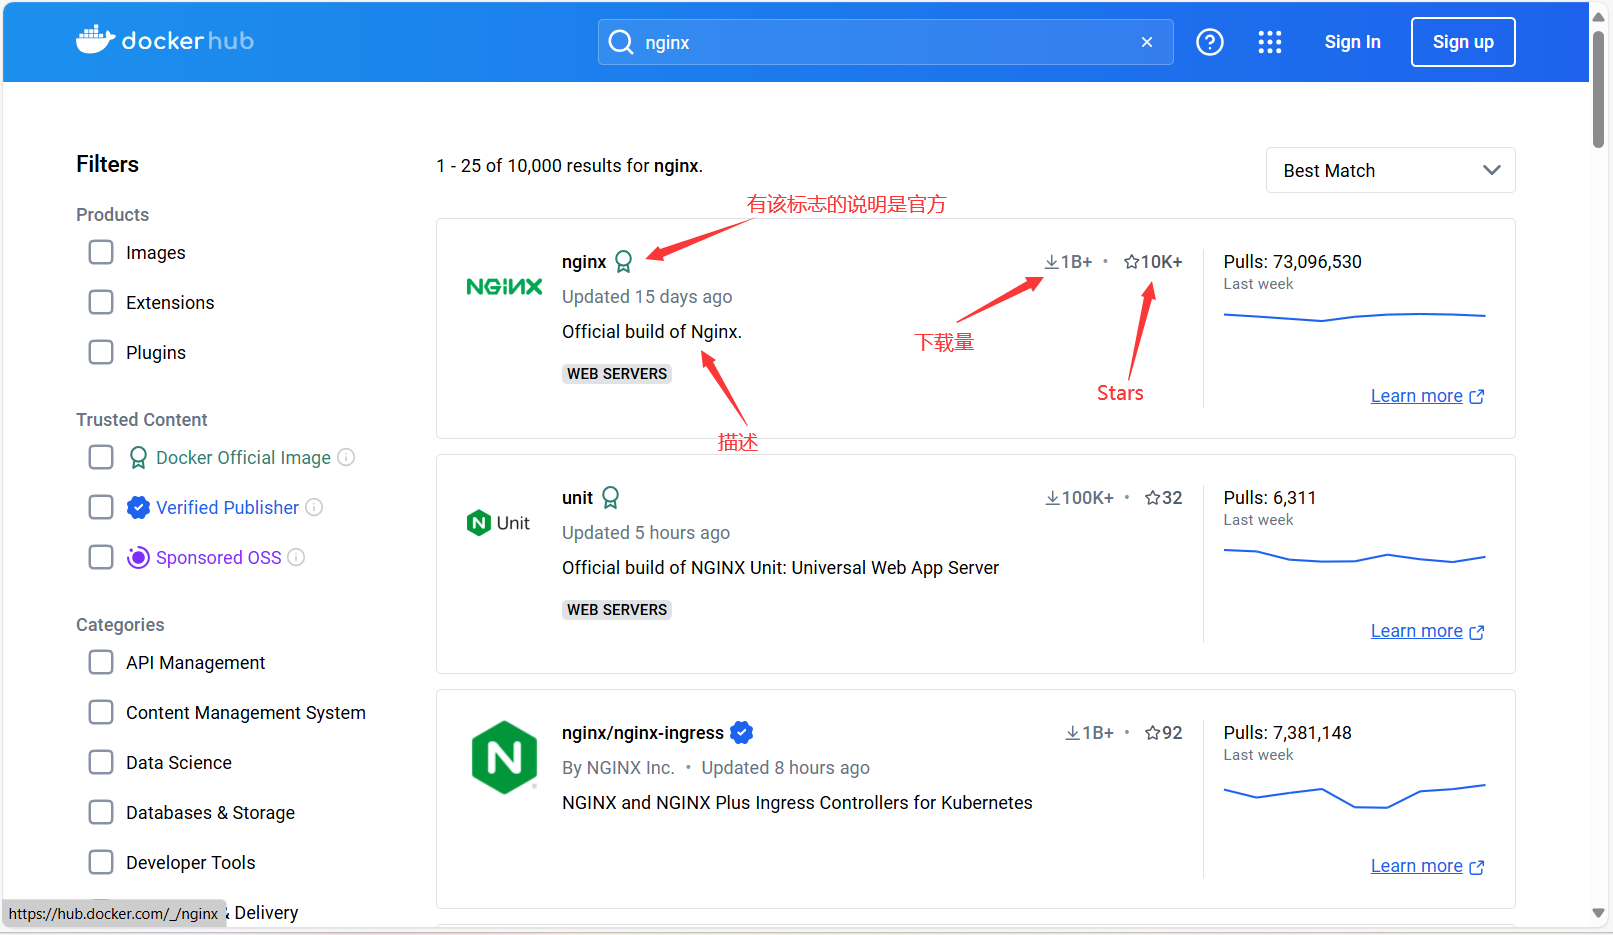 docker hub
nginx
Sign In
Sign up
Filters
1 - 25 of 10,000 results for nginx.
Best Match
Products
Images
Extensions
Plugins
Trusted Content
Docker Official Image
Verified Publisher
Sponsored OSS
Categories
API Management
Content Management System
Data Science
Databases & Storage
Developer Tools
& Delivery
https://hub.docker.com/_/nginx
有该标志的说明是官方
NGINX
nginx
1B+ • 10K+
Updated 15 days ago
Official build of Nginx.
WEB SERVERS
下载量
Stars
描述
Pulls: 73,096,530
Last week
Learn more
N Unit
unit
100K+ • 32
Updated 5 hours ago
Official build of NGINX Unit: Universal Web App Server
WEB SERVERS
Pulls: 6,311
Last week
Learn more
N
nginx/nginx-ingress
1B+ • 92
By NGINX Inc. • Updated 8 hours ago
NGINX and NGINX Plus Ingress Controllers for Kubernetes
Pulls: 7,381,148
Last week
Learn more